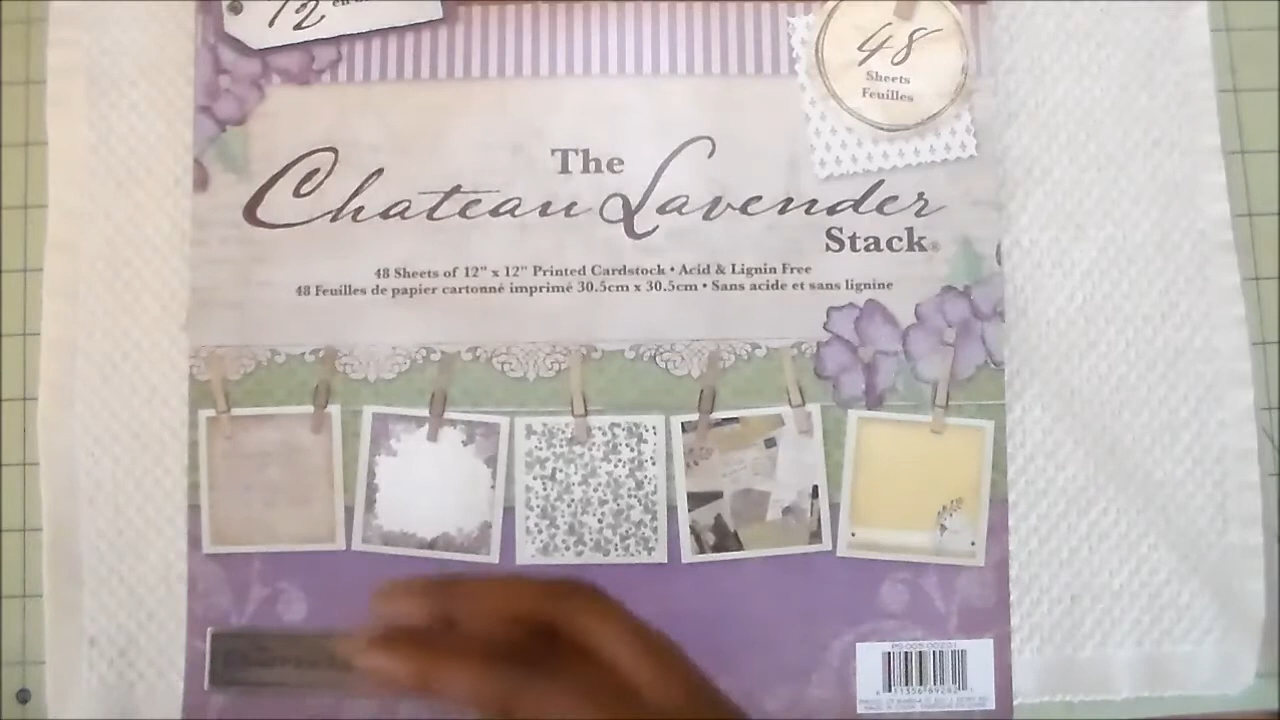 12
48
Sheets
Feuilles
The
Chateau Lavender
Stack®
48 Sheets of 12" x 12" Printed Cardstock • Acid & Lignin Free
48 Feuilles de papier cartonné imprimé 30.5cm x 30.5cm • Sans acide et sans lignine